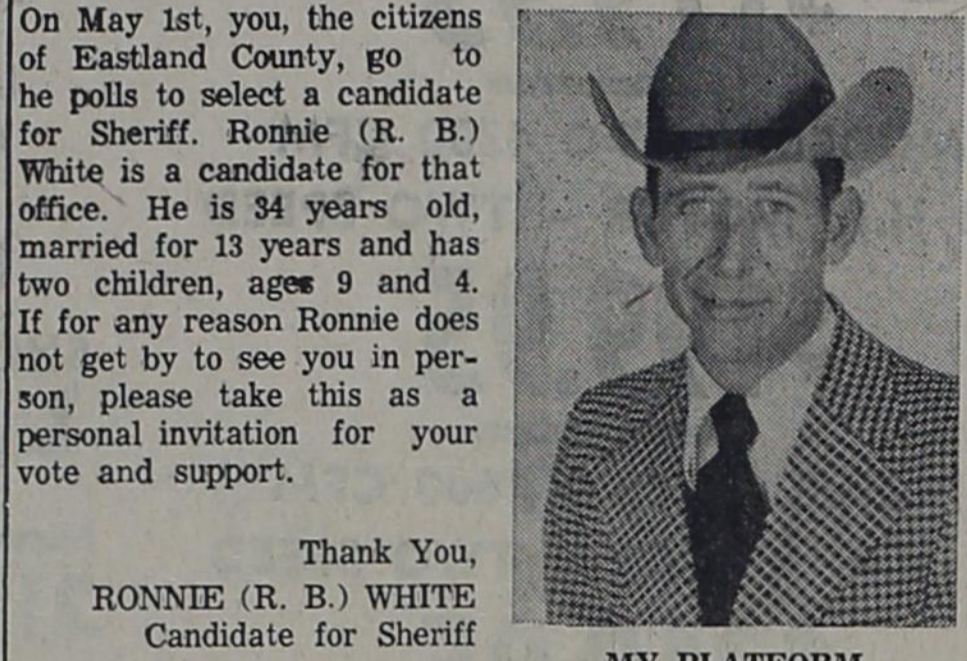 On May 1st, you, the citizens
of Eastland County, go to
he polls to select a candidate
for Sheriff. Ronnie (R. B.)
White is a candidate for that
office. He is 34 years old,
married for 13 years and has
two children, ages 9 and 4.
If for any reason Ronnie does
not get by to see you in per-
son, please take this as a
personal invitation for your
vote and support.
Thank You,
RONNIE (R. B.) WHITE
Candidate for Sheriff
MY PLATFORM